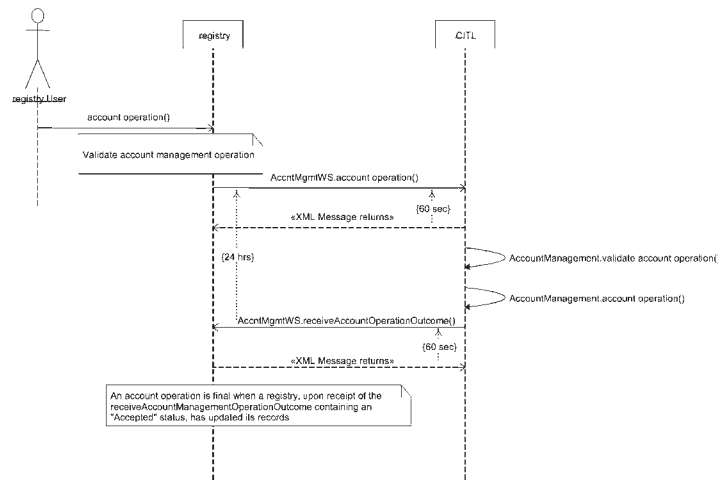 registry
CITL
registry User
account operation()
Validate account management operation
AccntMgmtWS.account operation()
{60 sec}
«XML Message returns»
{24 hrs}
AccountManagement.validate account operation(
AccountManagement.account operation()
AccntMgmtWS.receiveAccountOperationOutcome()
{60 sec}
«XML Message returns»
An account operation is final when a registry, upon receipt of the
receiveAccountManagementOperationOutcome containing an
"Accepted" status, has updated its records